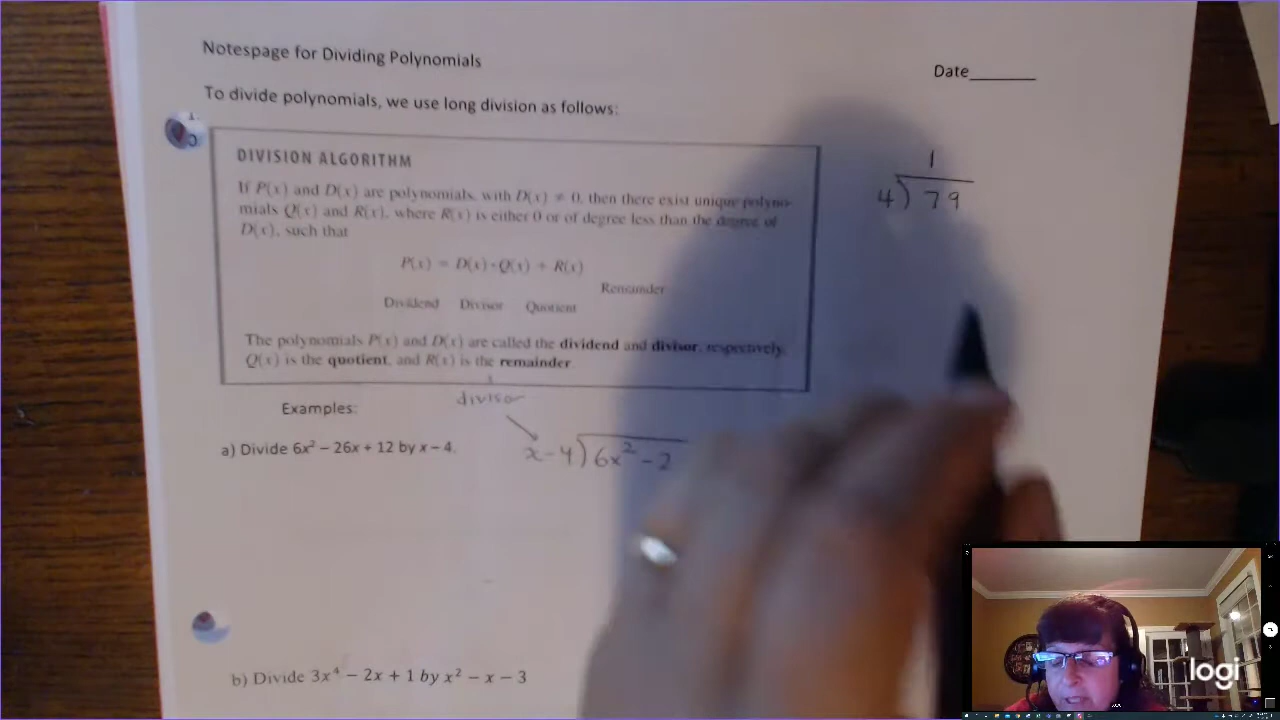 Notespage for Dividing Polynomials
Date_______
To divide polynomials, we use long division as follows:
DIVISION ALGORITHM
If P(x) and D(x) are polynomials, with D(x) ≠ 0, then there exist unique polyno-
mials Q(x) and R(x), where R(x) is either 0 or of degree less than the degree of
D(x), such that
P(x) = D(x) · Q(x) + R(x)
Remainder
Dividend Divisor Quotient
The polynomials P(x) and D(x) are called the dividend and divisor, respectively,
Q(x) is the quotient, and R(x) is the remainder.
1
4) 79
divisor
Examples:
a) Divide 6x² – 26x + 12 by x – 4.
x-4) 6x² - 2
b) Divide 3x⁴ − 2x + 1 by x² − x − 3
logi